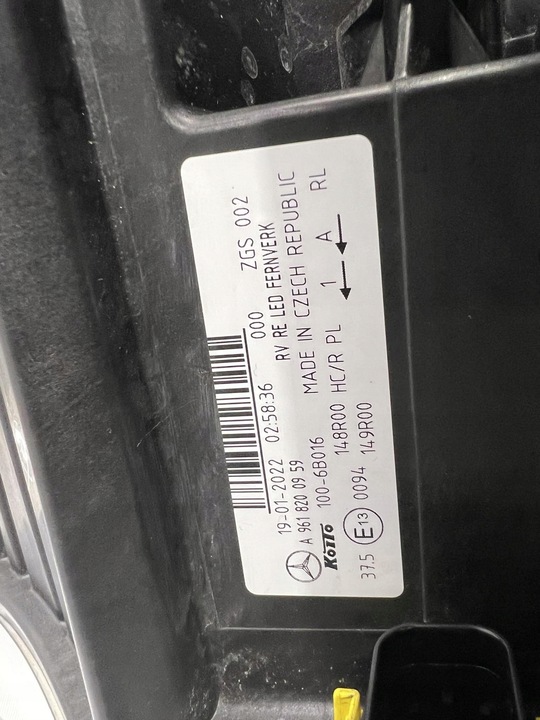 19-01-2022 02:58:36 000 ZGS 002
A 961 820 09 59 RV RE LED FERNVERK
Kotto 100-6B016 MADE IN CZECH REPUBLIC
148R00 HC/R PL 1 A RL
37.5 E13 0094 149R00